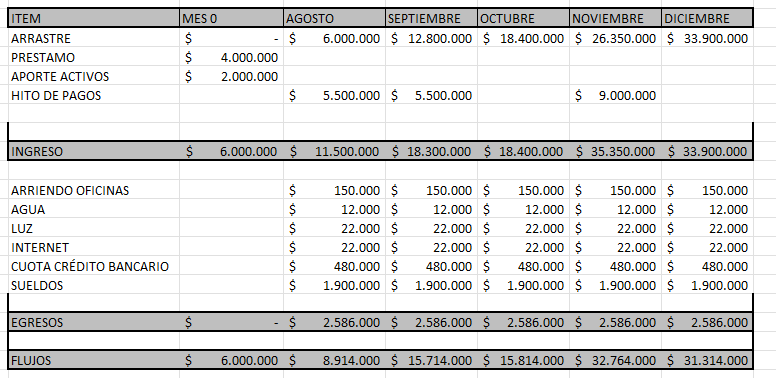 ITEM MES 0 AGOSTO SEPTIEMBRE OCTUBRE NOVIEMBRE DICIEMBRE
ARRASTRE $ - $ 6.000.000 $ 12.800.000 $ 18.400.000 $ 26.350.000 $ 33.900.000
PRESTAMO $ 4.000.000
APORTE ACTIVOS $ 2.000.000
HITO DE PAGOS $ 5.500.000 $ 5.500.000 $ 9.000.000
INGRESO $ 6.000.000 $ 11.500.000 $ 18.300.000 $ 18.400.000 $ 35.350.000 $ 33.900.000
ARRIENDO OFICINAS $ 150.000 $ 150.000 $ 150.000 $ 150.000 $ 150.000
AGUA $ 12.000 $ 12.000 $ 12.000 $ 12.000 $ 12.000
LUZ $ 22.000 $ 22.000 $ 22.000 $ 22.000 $ 22.000
INTERNET $ 22.000 $ 22.000 $ 22.000 $ 22.000 $ 22.000
CUOTA CRÉDITO BANCARIO $ 480.000 $ 480.000 $ 480.000 $ 480.000 $ 480.000
SUELDOS $ 1.900.000 $ 1.900.000 $ 1.900.000 $ 1.900.000 $ 1.900.000
EGRESOS $ - $ 2.586.000 $ 2.586.000 $ 2.586.000 $ 2.586.000 $ 2.586.000
FLUJOS $ 6.000.000 $ 8.914.000 $ 15.714.000 $ 15.814.000 $ 32.764.000 $ 31.314.000